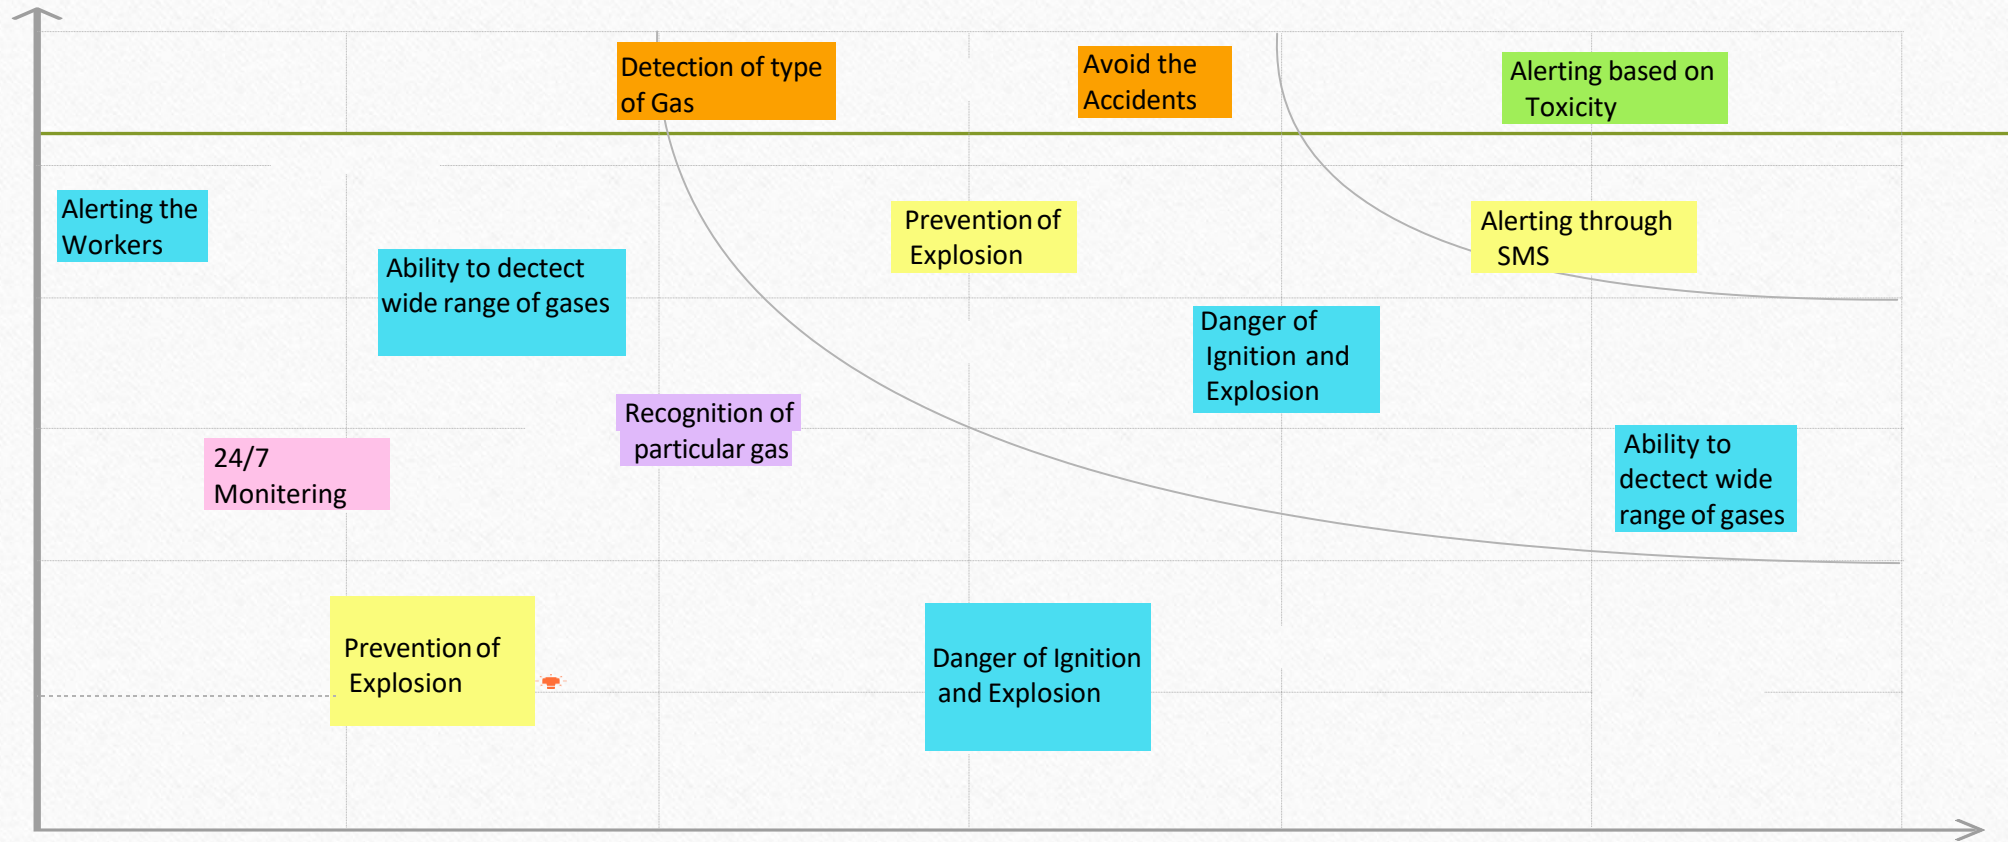 Detection of type
of Gas
Avoid the
Accidents
Alerting based on
Toxicity
Alerting the
Workers
Ability to dectect
wide range of gases
Prevention of
Explosion
Alerting through
SMS
Danger of
Ignition and
Explosion
Recognition of
particular gas
24/7
Monitering
Ability to
dectect wide
range of gases
Prevention of
Explosion
Danger of Ignition
and Explosion